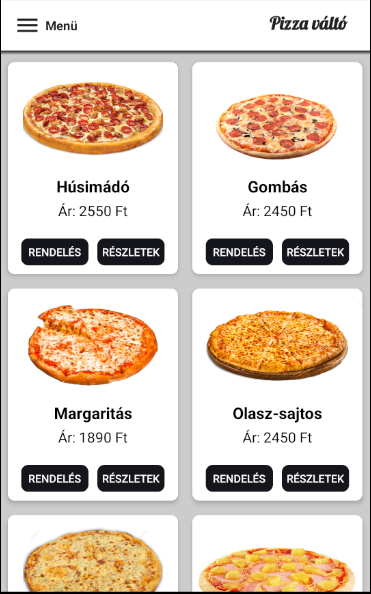 Menü
Pizza váltó
Húsimádó
Ár: 2550 Ft
RENDELÉS
RÉSZLETEK
Gombás
Ár: 2450 Ft
RENDELÉS
RÉSZLETEK
Margaritás
Ár: 1890 Ft
RENDELÉS
RÉSZLETEK
Olasz-sajtos
Ár: 2450 Ft
RENDELÉS
RÉSZLETEK